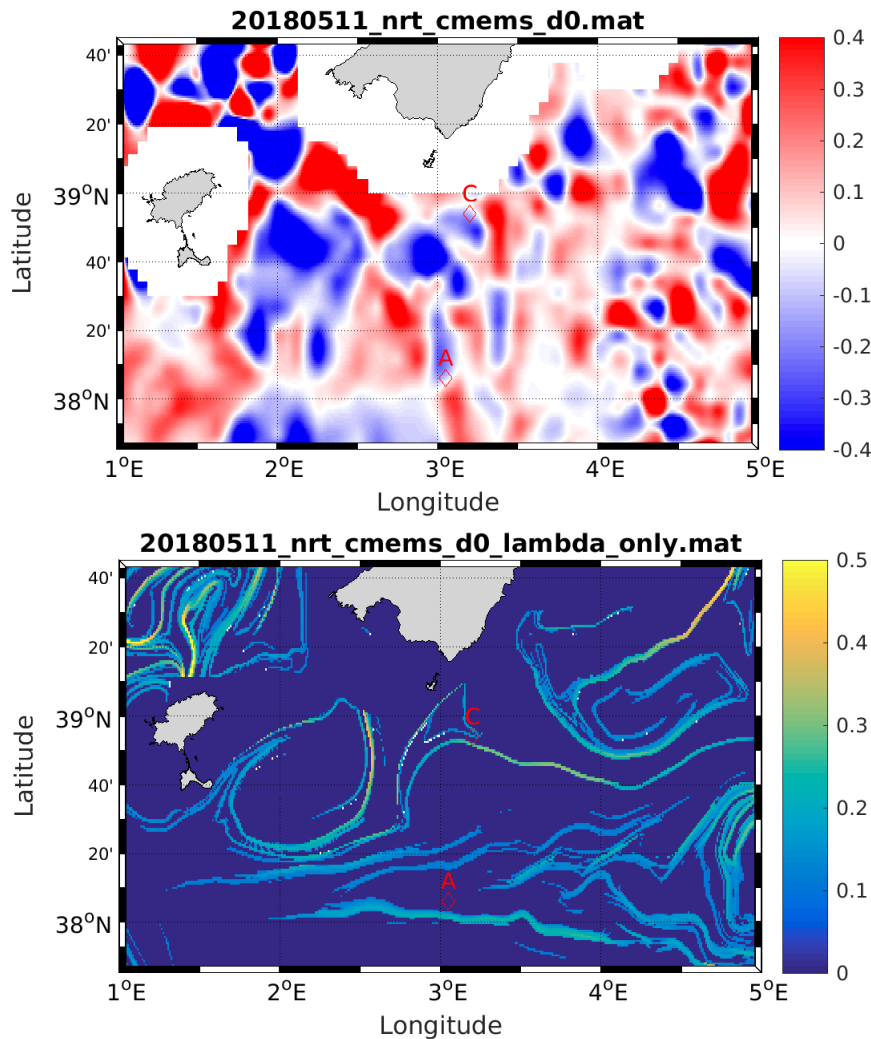 20180511_nrt_cmems_d0.mat
40'
20'
39°N
40'
20'
38°N
Latitude
1°E
2°E
3°E
4°E
5°E
Longitude
C
A
0.4
0.3
0.2
0.1
0
-0.1
-0.2
-0.3
-0.4
20180511_nrt_cmems_d0_lambda_only.mat
40'
20'
39°N
40'
20'
38°N
Latitude
1°E
2°E
3°E
4°E
5°E
Longitude
C
A
0.5
0.4
0.3
0.2
0.1
0